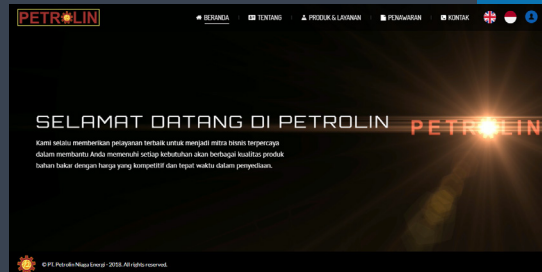 PETROLIN
BERANDA
TENTANG
PRODUK & LAYANAN
PENAWARAN
KONTAK
SELAMAT DATANG DI PETROLIN
PETROLIN
Kami selalu memberikan pelayanan terbaik untuk menjadi mitra bisnis terpercaya
dalam membantu Anda memenuhi setiap kebutuhan akan berbagai kualitas produk
bahan bakar dengan harga yang kompetitif dan tepat waktu dalam penyediaan.
© PT. Petrolin Niaga Energi - 2018. All rights reserved.